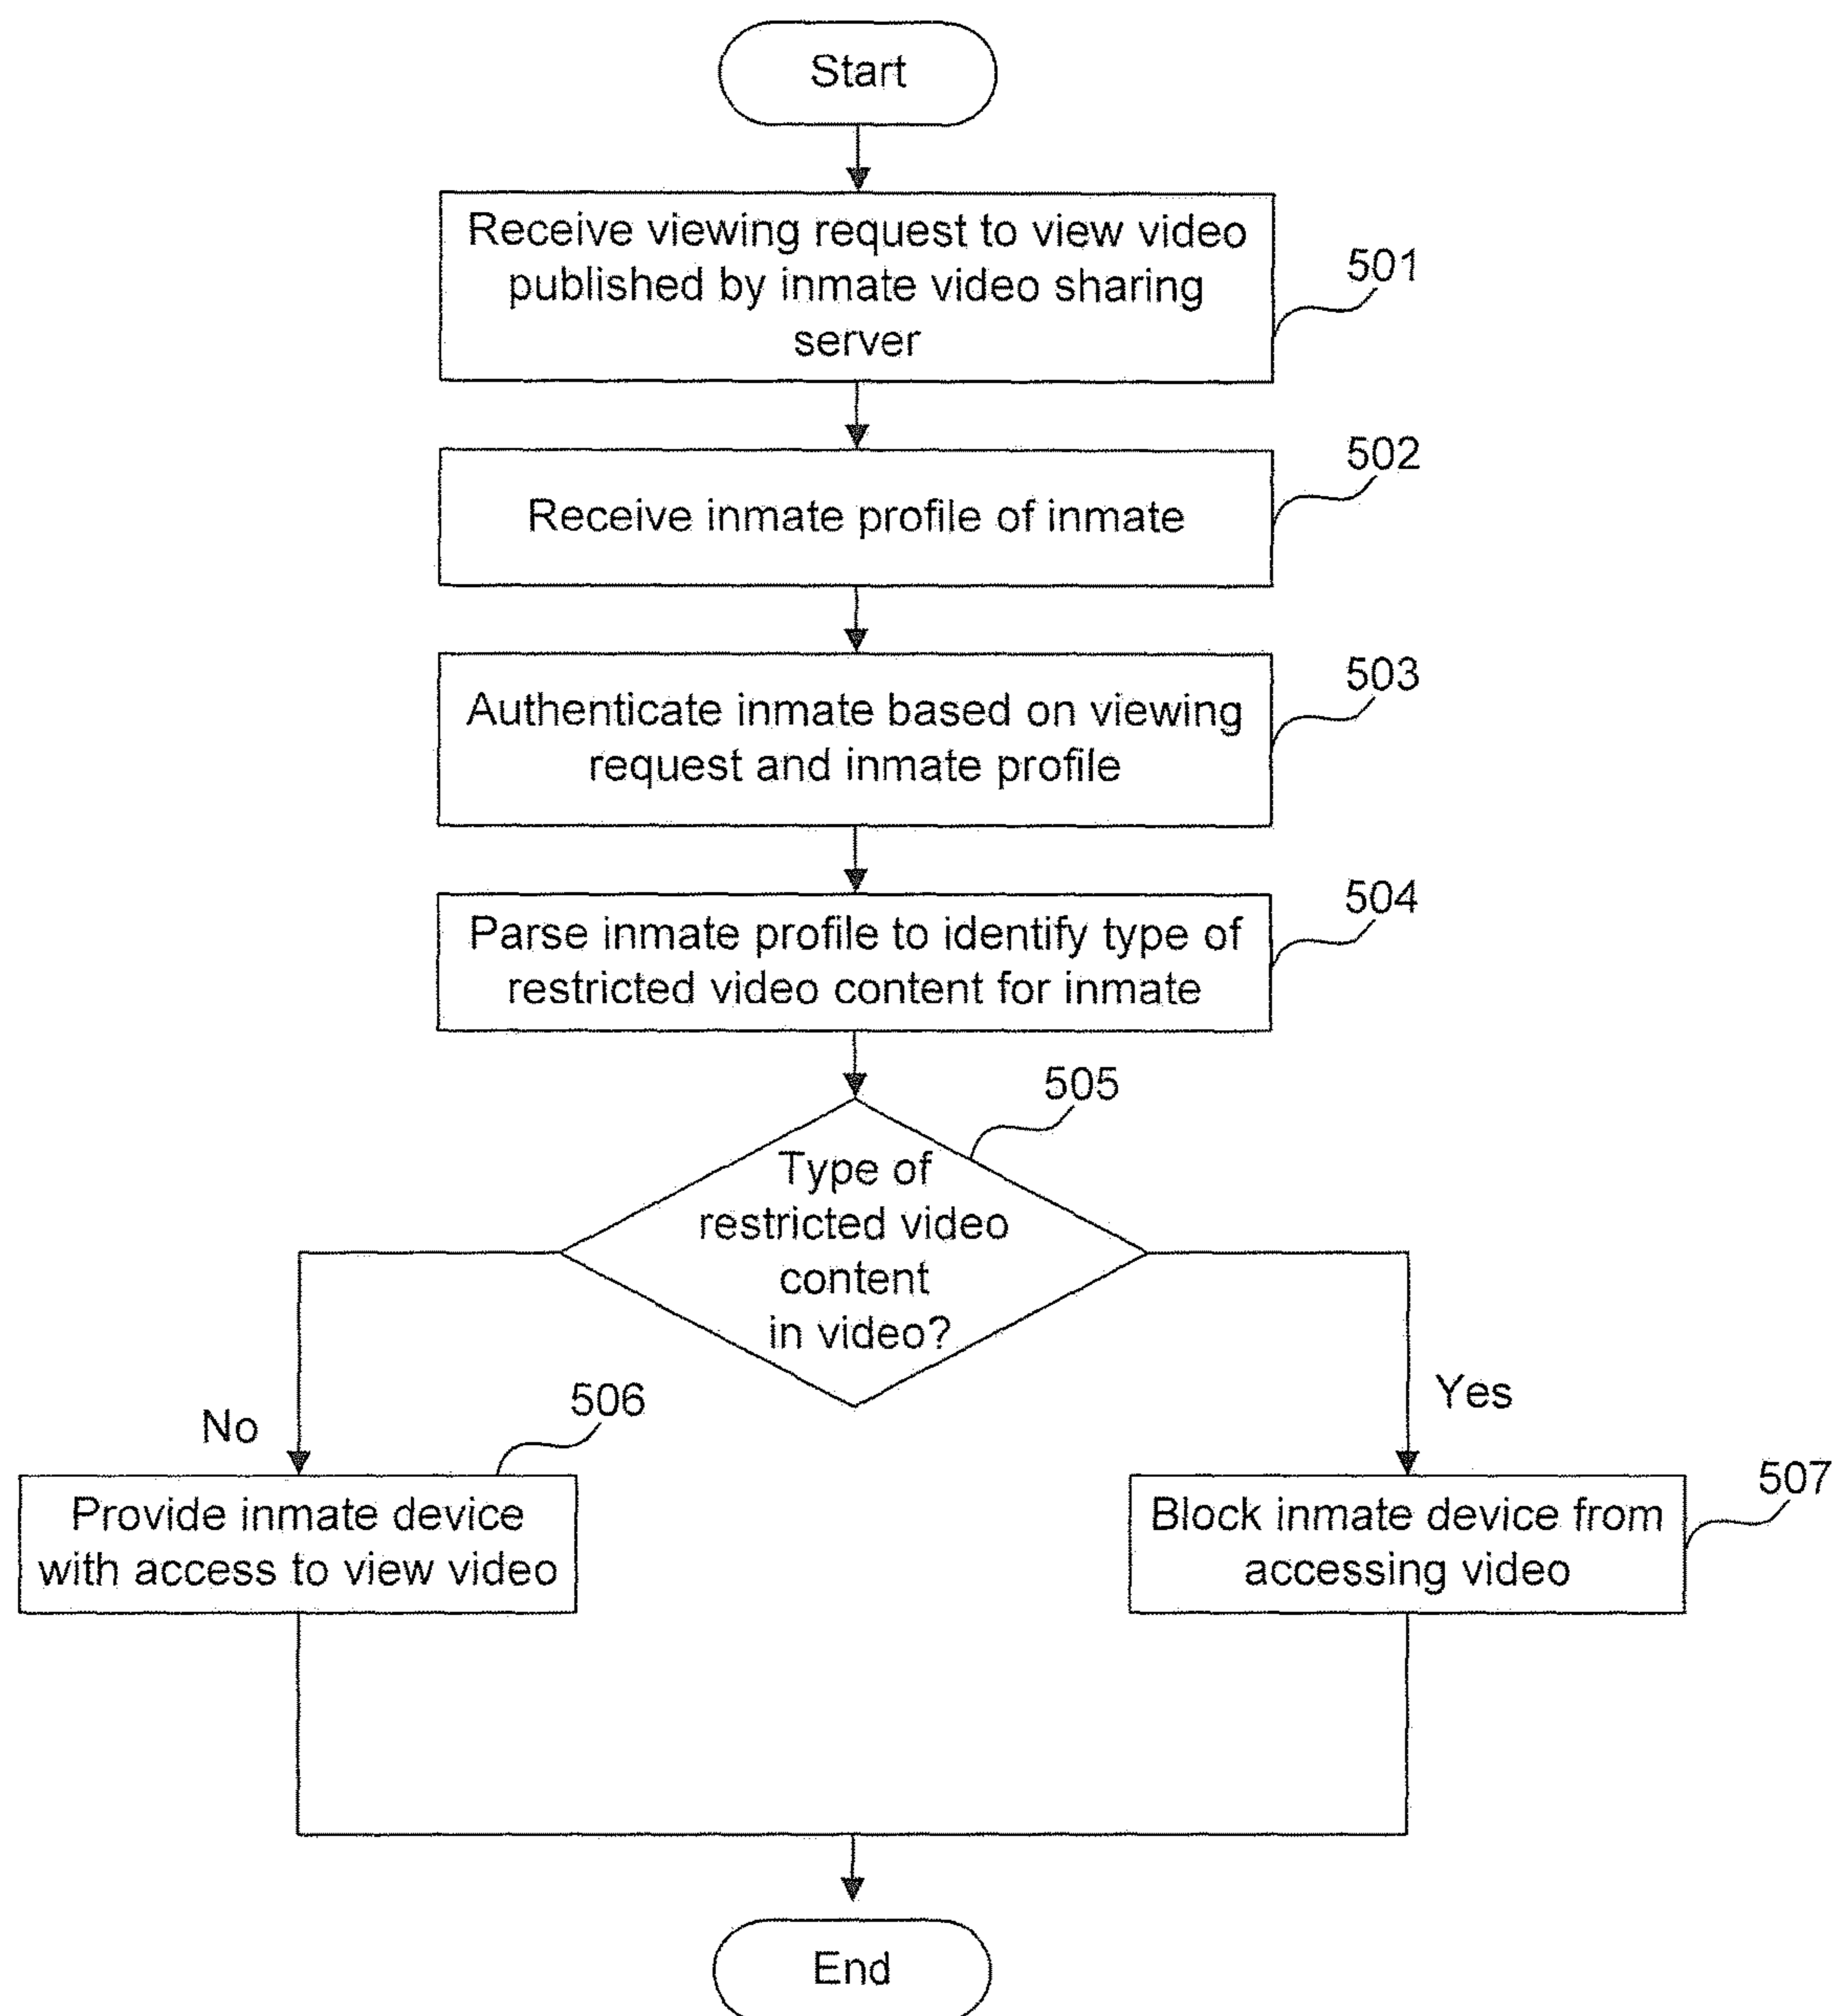 Start
Receive viewing request to view video
published by inmate video sharing
server
501
502
Receive inmate profile of inmate
503
Authenticate inmate based on viewing
request and inmate profile
504
Parse inmate profile to identify type of
restricted video content for inmate
505
Type of
restricted video
content
in video?
No
506
Yes
Provide inmate device
with access to view video
507
Block inmate device from
accessing video
End